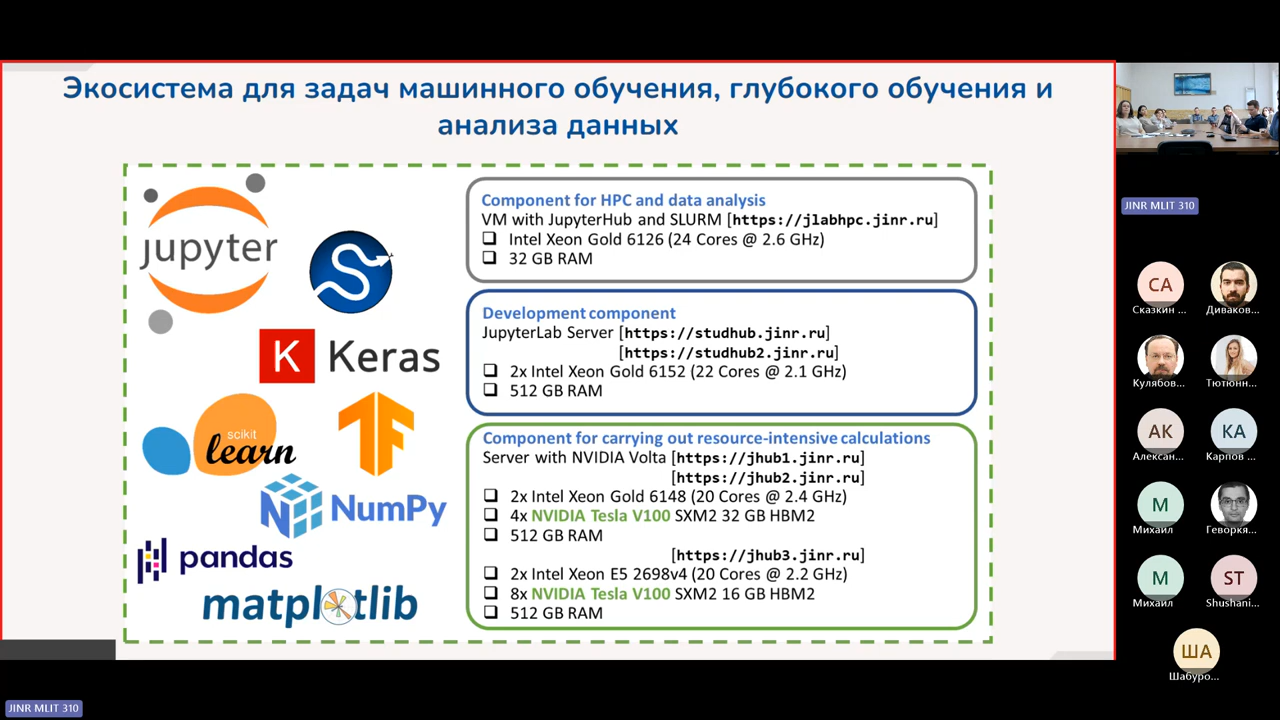 Экосистема для задач машинного обучения, глубокого обучения и
анализа данных
jupyter
Keras
scikit
learn
NumPy
pandas
matplotlib
Component for HPC and data analysis
VM with JupyterHub and SLURM [https://jlabhpc.jinr.ru]
❑ Intel Xeon Gold 6126 (24 Cores @ 2.6 GHz)
❑ 32 GB RAM
Development component
JupyterLab Server [https://studhub.jinr.ru]
[https://studhub2.jinr.ru]
❑ 2x Intel Xeon Gold 6152 (22 Cores @ 2.1 GHz)
❑ 512 GB RAM
Component for carrying out resource-intensive calculations
Server with NVIDIA Volta [https://jhub1.jinr.ru]
[https://jhub2.jinr.ru]
❑ 2x Intel Xeon Gold 6148 (20 Cores @ 2.4 GHz)
❑ 4x NVIDIA Tesla V100 SXM2 32 GB HBM2
❑ 512 GB RAM
[https://jhub3.jinr.ru]
❑ 2x Intel Xeon E5 2698v4 (20 Cores @ 2.2 GHz)
❑ 8x NVIDIA Tesla V100 SXM2 16 GB HBM2
❑ 512 GB RAM
JINR MLIT 310
СА
Сказкин ...
Диваков...
Кулябов...
Тютюнн...
АК
Алексан...
КА
Карпов ...
М
Михаил
Геворкя...
М
Михаил
ST
Shushani...
ША
Шабуро...
JINR MLIT 310